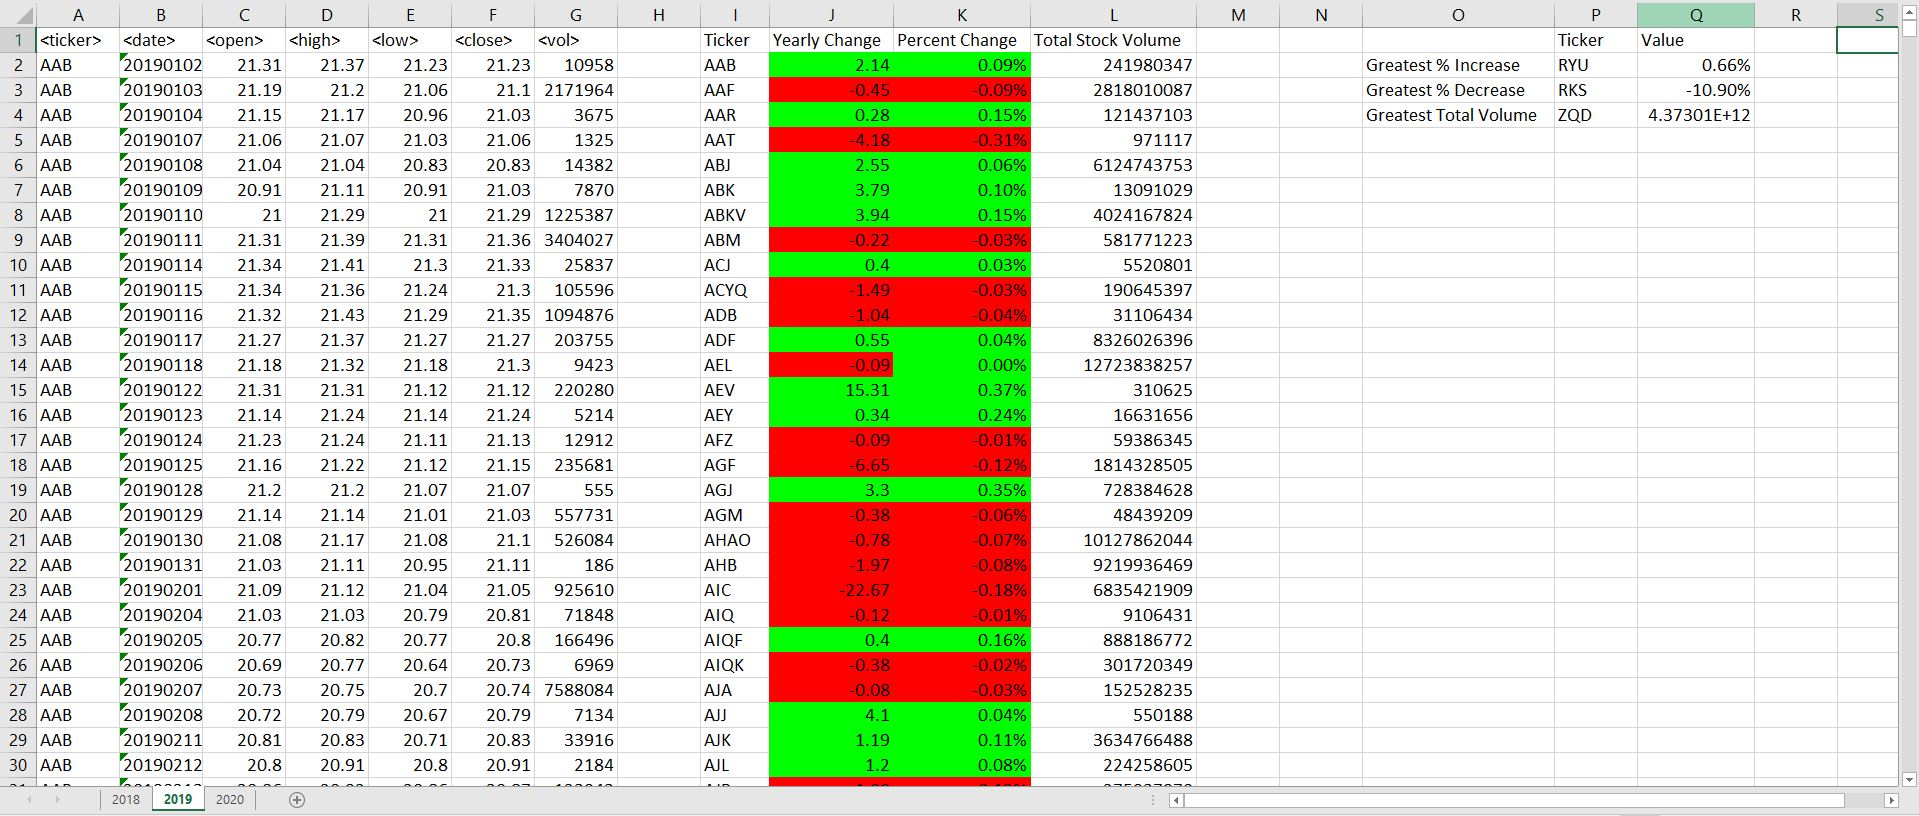 A B C D E F G H I J K L M N O P Q R S
1 <ticker> <date> <open> <high> <low> <close> <vol> Ticker Yearly Change Percent Change Total Stock Volume Ticker Value
2 AAB 20190102 21.31 21.37 21.23 21.23 10958 AAB 2.14 0.09% 241980347 Greatest % Increase RYU 0.66%
3 AAB 20190103 21.19 21.2 21.06 21.1 2171964 AAF -0.45 -0.09% 2818010087 Greatest % Decrease RKS -10.90%
4 AAB 20190104 21.15 21.17 20.96 21.03 3675 AAR 0.28 0.15% 121437103 Greatest Total Volume ZQD 4.37301E+12
5 AAB 20190107 21.06 21.07 21.03 21.06 1325 AAT -4.18 -0.31% 971117
6 AAB 20190108 21.04 21.04 20.83 20.83 14382 ABJ 2.55 0.06% 6124743753
7 AAB 20190109 20.91 21.11 20.91 21.03 7870 ABK 3.79 0.10% 13091029
8 AAB 20190110 21 21.29 21 21.29 1225387 ABKV 3.94 0.15% 4024167824
9 AAB 20190111 21.31 21.39 21.31 21.36 3404027 ABM -0.22 -0.03% 581771223
10 AAB 20190114 21.34 21.41 21.3 21.33 25837 ACJ 0.4 0.03% 5520801
11 AAB 20190115 21.34 21.36 21.24 21.3 105596 ACYQ -1.49 -0.03% 190645397
12 AAB 20190116 21.32 21.43 21.29 21.35 1094876 ADB -1.04 -0.04% 31106434
13 AAB 20190117 21.27 21.37 21.27 21.27 203755 ADF 0.55 0.04% 8326026396
14 AAB 20190118 21.18 21.32 21.18 21.3 9423 AEL -0.09 0.00% 12723838257
15 AAB 20190122 21.31 21.31 21.12 21.12 220280 AEV 15.31 0.37% 310625
16 AAB 20190123 21.14 21.24 21.14 21.24 5214 AEY 0.34 0.24% 16631656
17 AAB 20190124 21.23 21.24 21.11 21.13 12912 AFZ -0.09 -0.01% 59386345
18 AAB 20190125 21.16 21.22 21.12 21.15 235681 AGF -6.65 -0.12% 1814328505
19 AAB 20190128 21.2 21.2 21.07 21.07 555 AGJ 3.3 0.35% 728384628
20 AAB 20190129 21.14 21.14 21.01 21.03 557731 AGM -0.38 -0.06% 48439209
21 AAB 20190130 21.08 21.17 21.08 21.1 526084 AHAO -0.78 -0.07% 10127862044
22 AAB 20190131 21.03 21.11 20.95 21.11 186 AHB -1.97 -0.08% 9219936469
23 AAB 20190201 21.09 21.12 21.04 21.05 925610 AIC -22.67 -0.18% 6835421909
24 AAB 20190204 21.03 21.03 20.79 20.81 71848 AIQ -0.12 -0.01% 9106431
25 AAB 20190205 20.77 20.82 20.77 20.8 166496 AIQF 0.4 0.16% 888186772
26 AAB 20190206 20.69 20.77 20.64 20.73 6969 AIQK -0.38 -0.02% 301720349
27 AAB 20190207 20.73 20.75 20.7 20.74 7588084 AJA -0.08 -0.03% 152528235
28 AAB 20190208 20.72 20.79 20.67 20.79 7134 AJJ 4.1 0.04% 550188
29 AAB 20190211 20.81 20.83 20.71 20.83 33916 AJK 1.19 0.11% 3634766488
30 AAB 20190212 20.8 20.91 20.8 20.91 2184 AJL 1.2 0.08% 224258605
2018 2019 2020